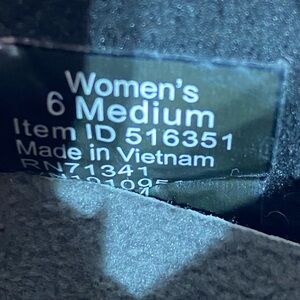 Women's
6 Medium
Item ID 516351
Made in Vietnam
RN71341